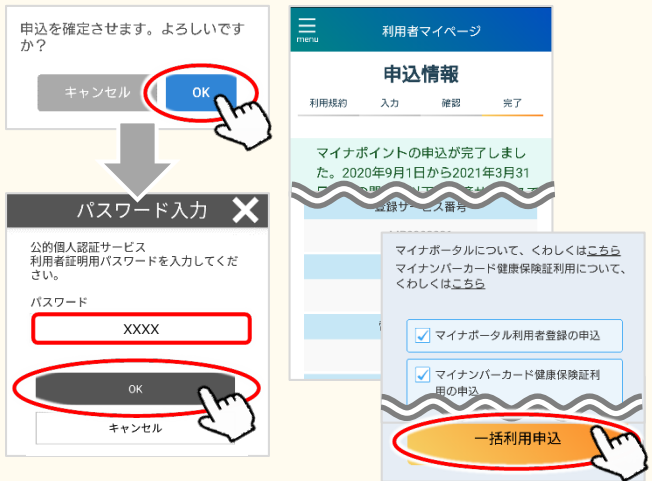 申込を確定させます。よろしいです
か？
キャンセル
OK
パスワード入力
公的個人認証サービス
利用者証明用パスワードを入力してくだ
さい。
パスワード
XXXX
OK
キャンセル
menu
利用者マイページ
申込情報
利用規約 入力 確認 完了
マイナポイントの申込が完了しまし
た。2020年9月1日から2021年3月31
登録サービス番号
マイナポータルについて、くわしくはこちら
マイナンバーカード健康保険証利用について、
くわしくはこちら
マイナポータル利用者登録の申込
マイナンバーカード健康保険証利
用の申込
一括利用申込